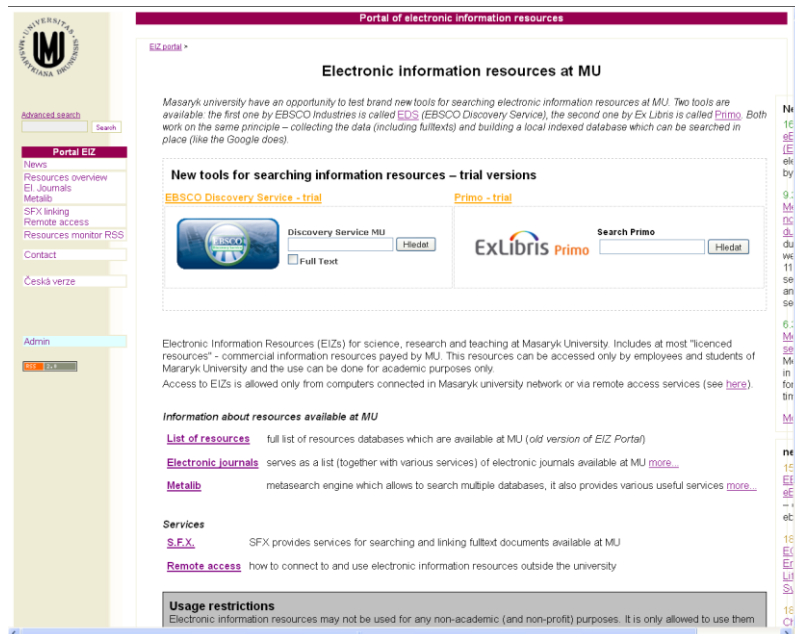 Portal of electronic information resources
UNIVERSITAS
MASARYKIANA BRUNENSIS
EIZ portal >
Electronic information resources at MU
Advanced search
Search
Portal EIZ
News
Resources overview
El. Journals
Metalib
SFX linking
Remote access
Resources monitor RSS
Contact
Česká verze
Admin
RSS 2.0
Masaryk university have an opportunity to test brand new tools for searching electronic information resources at MU. Two tools are
available: the first one by EBSCO Industries is called EDS (EBSCO Discovery Service), the second one by Ex Libris is called Primo. Both
work on the same principle – collecting the data (including fulltexts) and building a local indexed database which can be searched in
place (like the Google does).
New tools for searching information resources – trial versions
EBSCO Discovery Service - trial
Primo - trial
EBSCO
Discovery Service MU
Hledat
Full Text
ExLibris Primo
Search Primo
Hledat
Electronic Information Resources (EIZs) for science, research and teaching at Masaryk University. Includes at most "licenced
resources" - commercial information resources payed by MU. This resources can be accessed only by employees and students of
Mararyk University and the use can be done for academic purposes only.
Access to EIZs is allowed only from computers connected in Masaryk university network or via remote access services (see here).
Information about resources available at MU
List of resources full list of resources databases which are available at MU (old version of EIZ Portal)
Electronic journals serves as a list (together with various services) of electronic journals available at MU more...
Metalib metasearch engine which allows to search multiple databases, it also provides various useful services more...
Services
S.F.X. SFX provides services for searching and linking fulltext documents available at MU
Remote access how to connect to and use electronic information resources outside the university
Usage restrictions
Electronic information resources may not be used for any non-academic (and non-profit) purposes. It is only allowed to use them